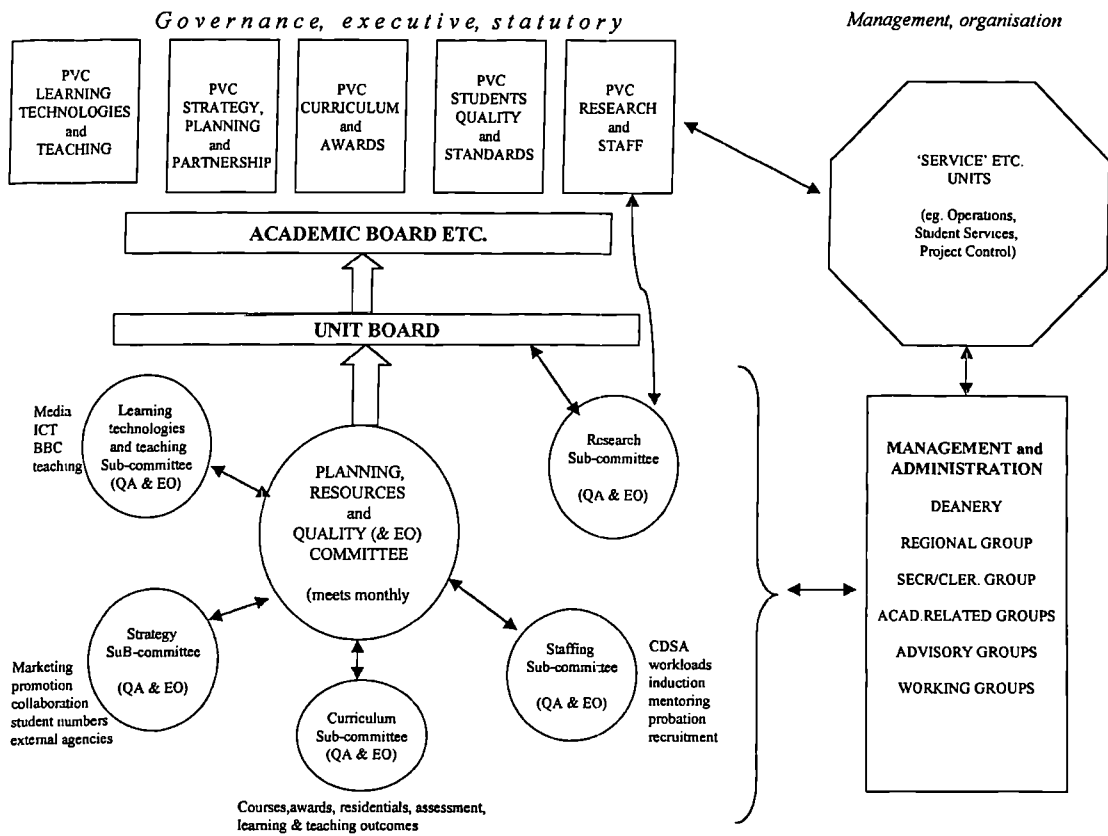 Governance, executive, statutory
Management, organisation
PVC
LEARNING
TECHNOLOGIES
and
TEACHING
PVC
STRATEGY,
PLANNING
and
PARTNERSHIP
PVC
CURRICULUM
and
AWARDS
PVC
STUDENTS
QUALITY
and
STANDARDS
PVC
RESEARCH
and
STAFF
'SERVICE' ETC.
UNITS
(eg. Operations,
Student Services,
Project Control)
ACADEMIC BOARD ETC.
UNIT BOARD
Media
ICT
BBC
teaching
Learning
technologies
and teaching
Sub-committee
(QA & EO)
PLANNING,
RESOURCES
and
QUALITY (& EO)
COMMITTEE
(meets monthly
Research
Sub-committee
(QA & EO)
MANAGEMENT and
ADMINISTRATION
DEANERY
REGIONAL GROUP
SECR/CLER. GROUP
ACAD.RELATED GROUPS
ADVISORY GROUPS
WORKING GROUPS
Strategy
SuB-committee
(QA & EO)
Marketing
promotion
collaboration
student numbers
external agencies
Curriculum
Sub-committee
(QA & EO)
Courses,awards, residentials, assessment,
learning & teaching outcomes
Staffing
Sub-committee
(QA & EO)
CDSA
workloads
induction
mentoring
probation
recruitment